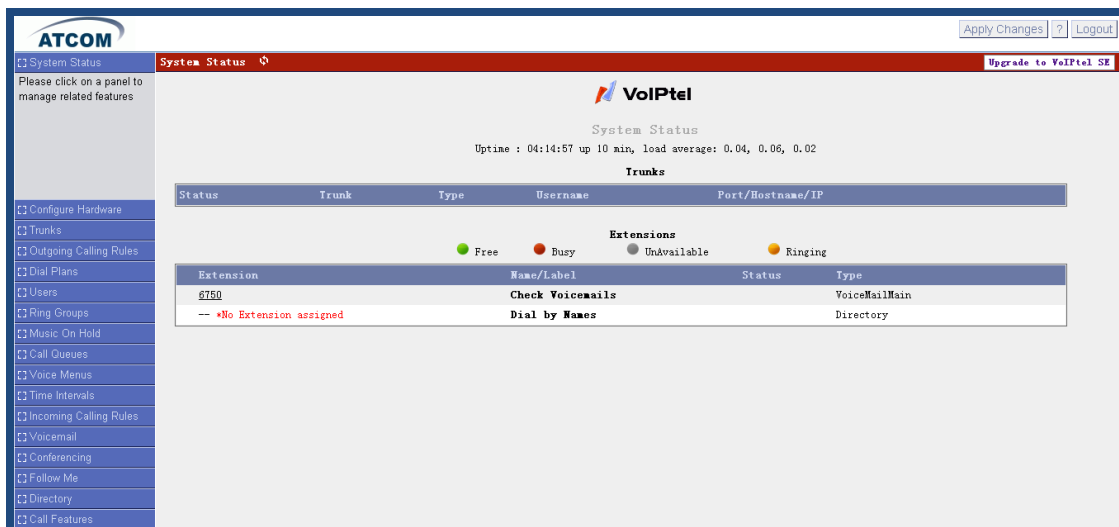 ATCOM
Apply Changes ? Logout
System Status
System Status
Upgrade to VoIPtel SE
Please click on a panel to
manage related features
VoIPtel
System Status
Uptime : 04:14:57 up 10 min, load average: 0.04, 0.06, 0.02
Trunks
Status Trunk Type Username Port/Hostname/IP
Extensions
Free Busy UnAvailable Ringing
Extension Name/Label Status Type
6750 Check Voicemails VoiceMailMain
-- *No Extension assigned Dial by Names Directory
Configure Hardware
Trunks
Outgoing Calling Rules
Dial Plans
Users
Ring Groups
Music On Hold
Call Queues
Voice Menus
Time Intervals
Incoming Calling Rules
Voicemail
Conferencing
Follow Me
Directory
Call Features